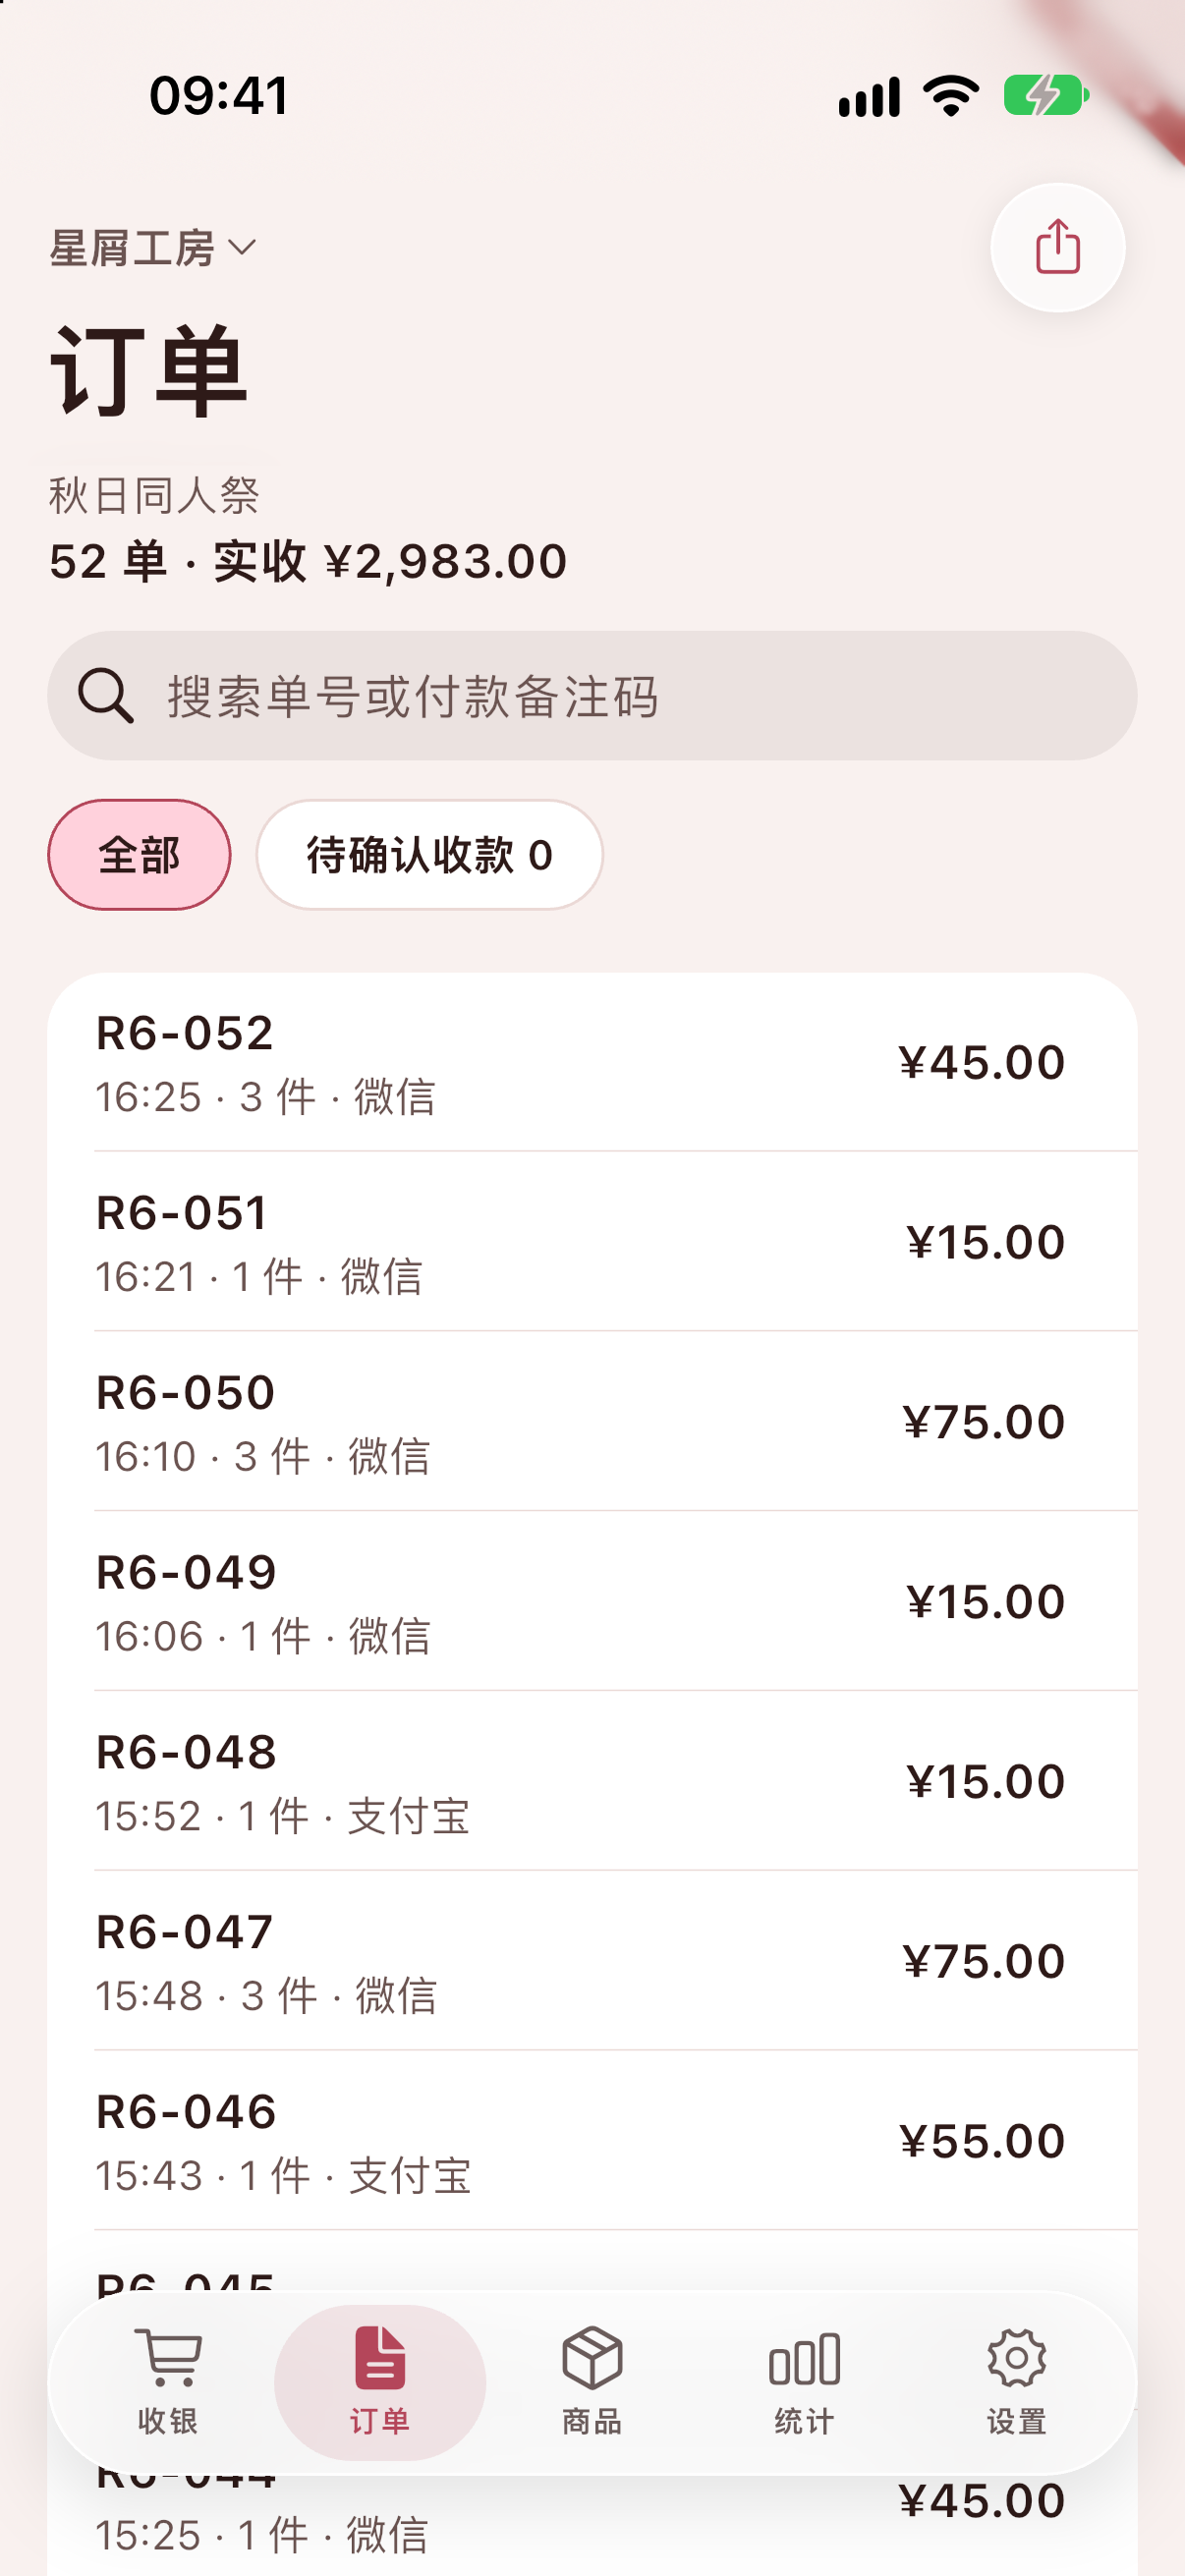 09:41
星屑工房
订单
秋日同人祭
52 单 · 实收 ¥2,983.00
搜索单号或付款备注码
全部
待确认收款 0
R6-052
16:25 · 3 件 · 微信
¥45.00
R6-051
16:21 · 1 件 · 微信
¥15.00
R6-050
16:10 · 3 件 · 微信
¥75.00
R6-049
16:06 · 1 件 · 微信
¥15.00
R6-048
15:52 · 1 件 · 支付宝
¥15.00
R6-047
15:48 · 3 件 · 微信
¥75.00
R6-046
15:43 · 1 件 · 支付宝
¥55.00
R6-045
收银
订单
商品
统计
设置
R6-044
¥45.00
15:25 · 1 件 · 微信